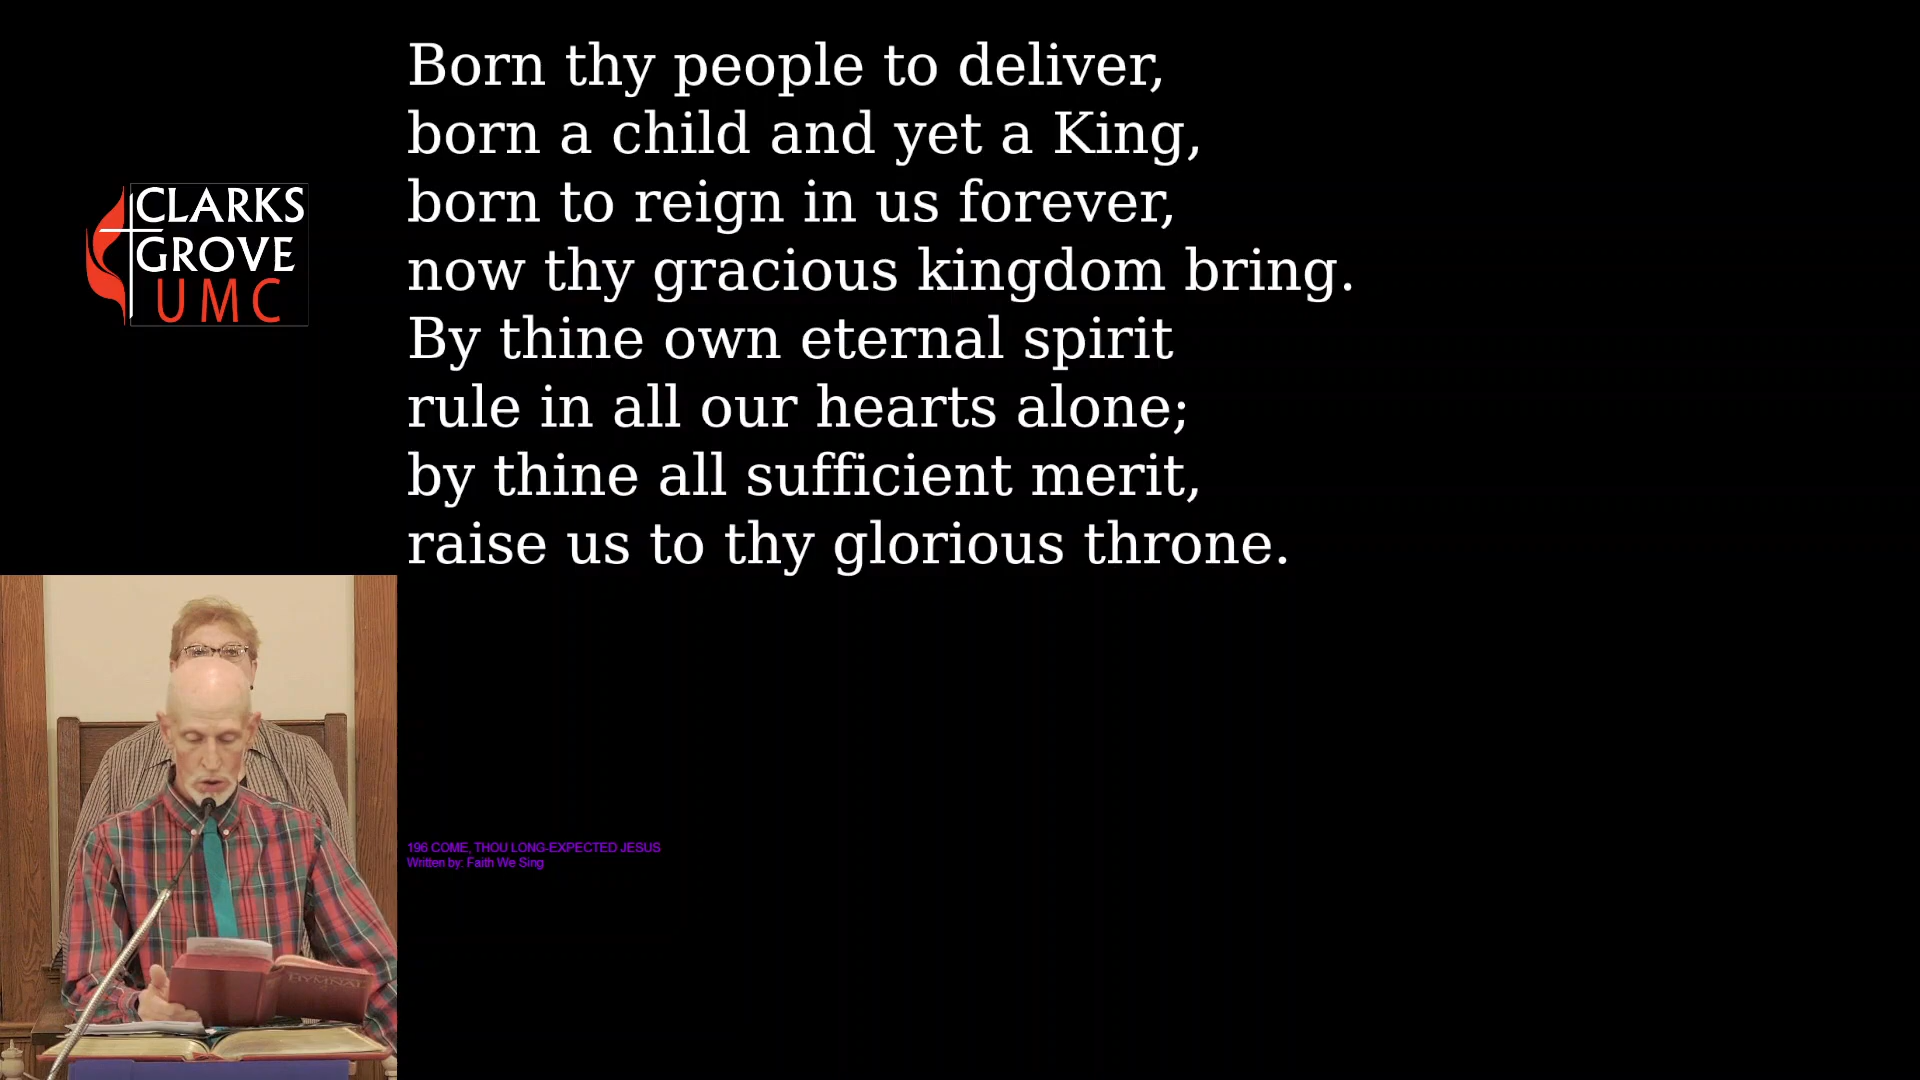 CLARKS
GROVE
UMC
Born thy people to deliver,
born a child and yet a King,
born to reign in us forever,
now thy gracious kingdom bring.
By thine own eternal spirit
rule in all our hearts alone;
by thine all sufficient merit,
raise us to thy glorious throne.
196 COME, THOU LONG-EXPECTED JESUS
Written by: Faith We Sing
HYMNAL